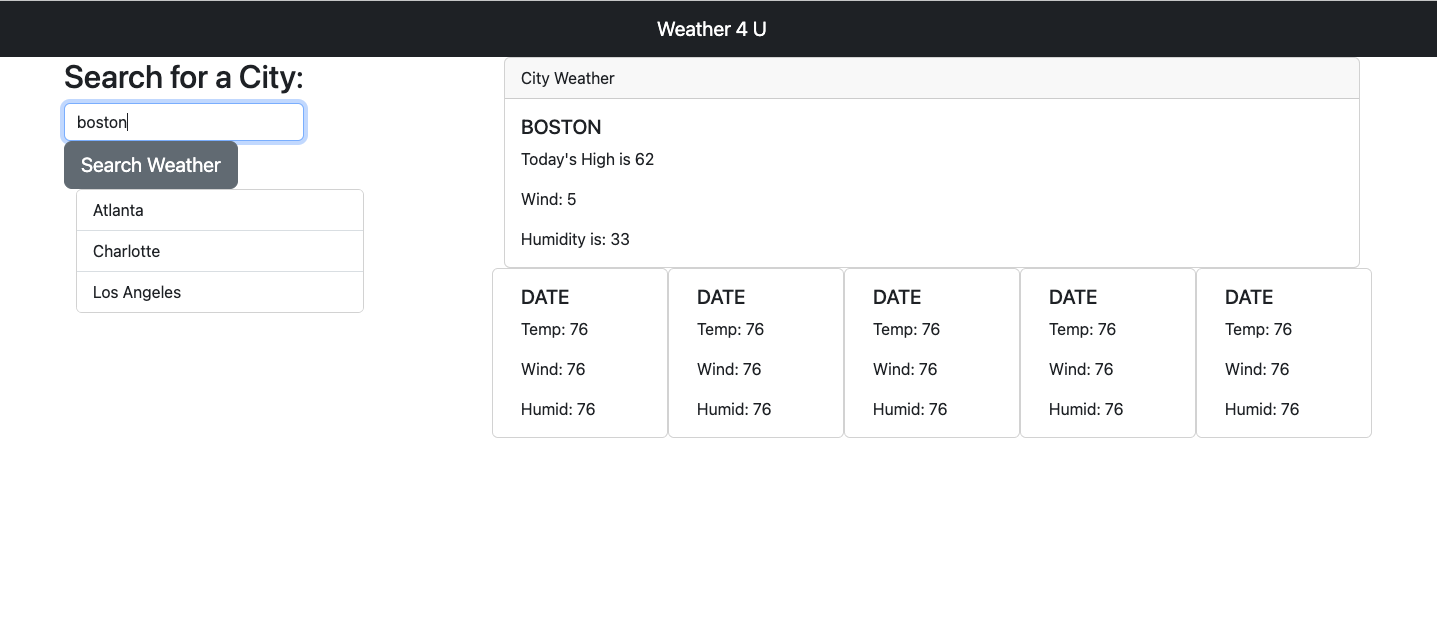 Weather 4 U
Search for a City:
boston
Search Weather
Atlanta
Charlotte
Los Angeles
City Weather
BOSTON
Today's High is 62
Wind: 5
Humidity is: 33
DATE
Temp: 76
Wind: 76
Humid: 76
DATE
Temp: 76
Wind: 76
Humid: 76
DATE
Temp: 76
Wind: 76
Humid: 76
DATE
Temp: 76
Wind: 76
Humid: 76
DATE
Temp: 76
Wind: 76
Humid: 76